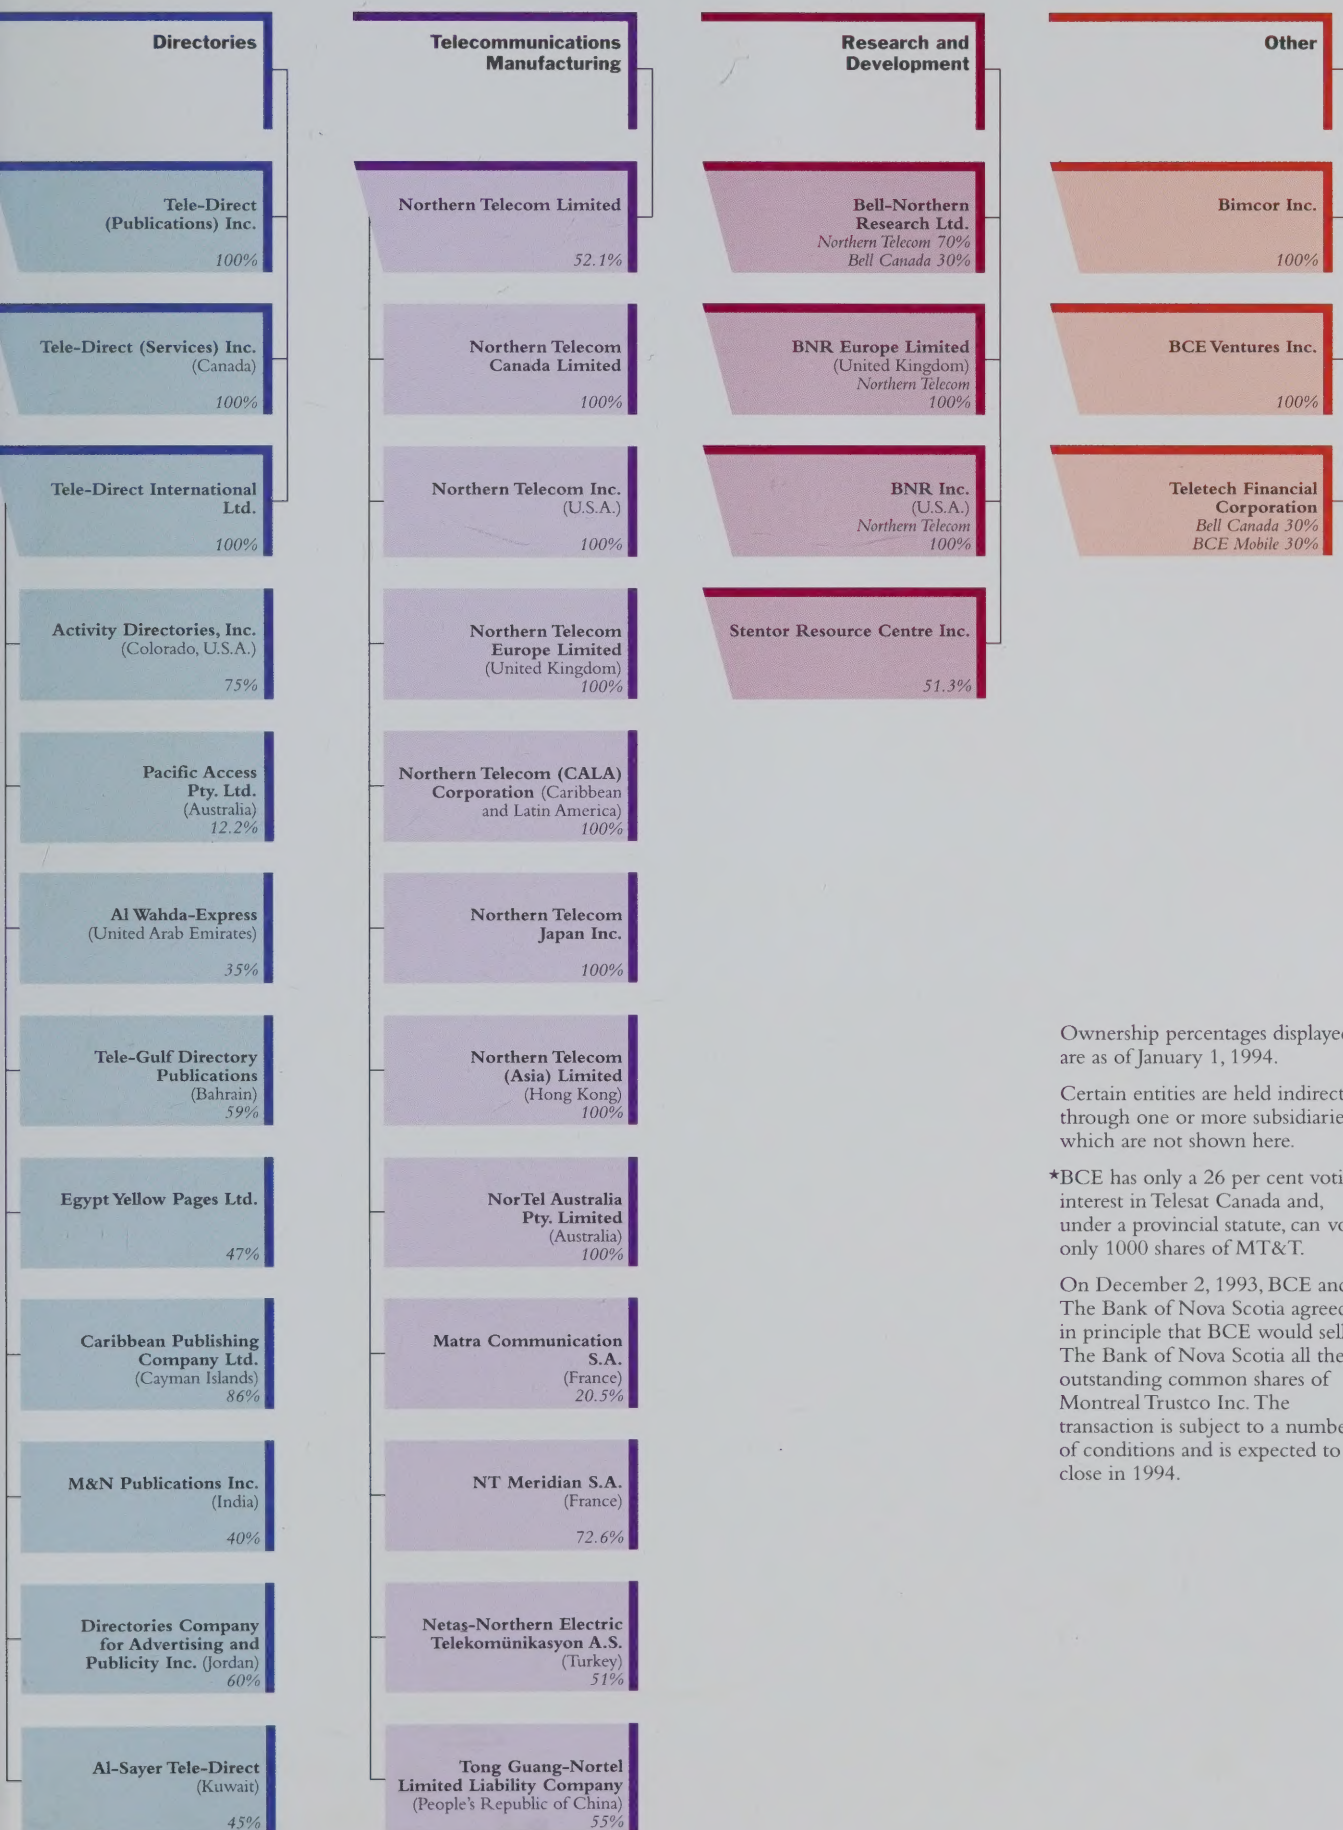 Directories
Tele-Direct
(Publications) Inc.
100%
Tele-Direct (Services) Inc.
(Canada)
100%
Tele-Direct International
Ltd.
100%
Activity Directories, Inc.
(Colorado, U.S.A.)
75%
Pacific Access
Pty. Ltd.
(Australia)
12.2%
Al Wahda-Express
(United Arab Emirates)
35%
Tele-Gulf Directory
Publications
(Bahrain)
59%
Egypt Yellow Pages Ltd.
47%
Caribbean Publishing
Company Ltd.
(Cayman Islands)
86%
M&N Publications Inc.
(India)
40%
Directories Company
for Advertising and
Publicity Inc. (Jordan)
60%
Al-Sayer Tele-Direct
(Kuwait)
45%
Telecommunications
Manufacturing
Northern Telecom Limited
52.1%
Northern Telecom
Canada Limited
100%
Northern Telecom Inc.
(U.S.A.)
100%
Northern Telecom
Europe Limited
(United Kingdom)
100%
Northern Telecom (CALA)
Corporation (Caribbean
and Latin America)
100%
Northern Telecom
Japan Inc.
100%
Northern Telecom
(Asia) Limited
(Hong Kong)
100%
NorTel Australia
Pty. Limited
(Australia)
100%
Matra Communication
S.A.
(France)
20.5%
NT Meridian S.A.
(France)
72.6%
Netaş-Northern Electric
Telekomünikasyon A.S.
(Turkey)
51%
Tong Guang-Nortel
Limited Liability Company
(People's Republic of China)
55%
Research and
Development
Bell-Northern
Research Ltd.
Northern Telecom 70%
Bell Canada 30%
BNR Europe Limited
(United Kingdom)
Northern Telecom
100%
BNR Inc.
(U.S.A.)
Northern Telecom
100%
Stentor Resource Centre Inc.
51.3%
Other
Bimcor Inc.
100%
BCE Ventures Inc.
100%
Teletech Financial
Corporation
Bell Canada 30%
BCE Mobile 30%
Ownership percentages displaye
are as of January 1, 1994.
Certain entities are held indirect
through one or more subsidiarie
which are not shown here.
★BCE has only a 26 per cent voti
interest in Telesat Canada and,
under a provincial statute, can vo
only 1000 shares of MT&T.
On December 2, 1993, BCE and
The Bank of Nova Scotia agreed
in principle that BCE would sell
The Bank of Nova Scotia all the
outstanding common shares of
Montreal Trustco Inc. The
transaction is subject to a numbe
of conditions and is expected to
close in 1994.